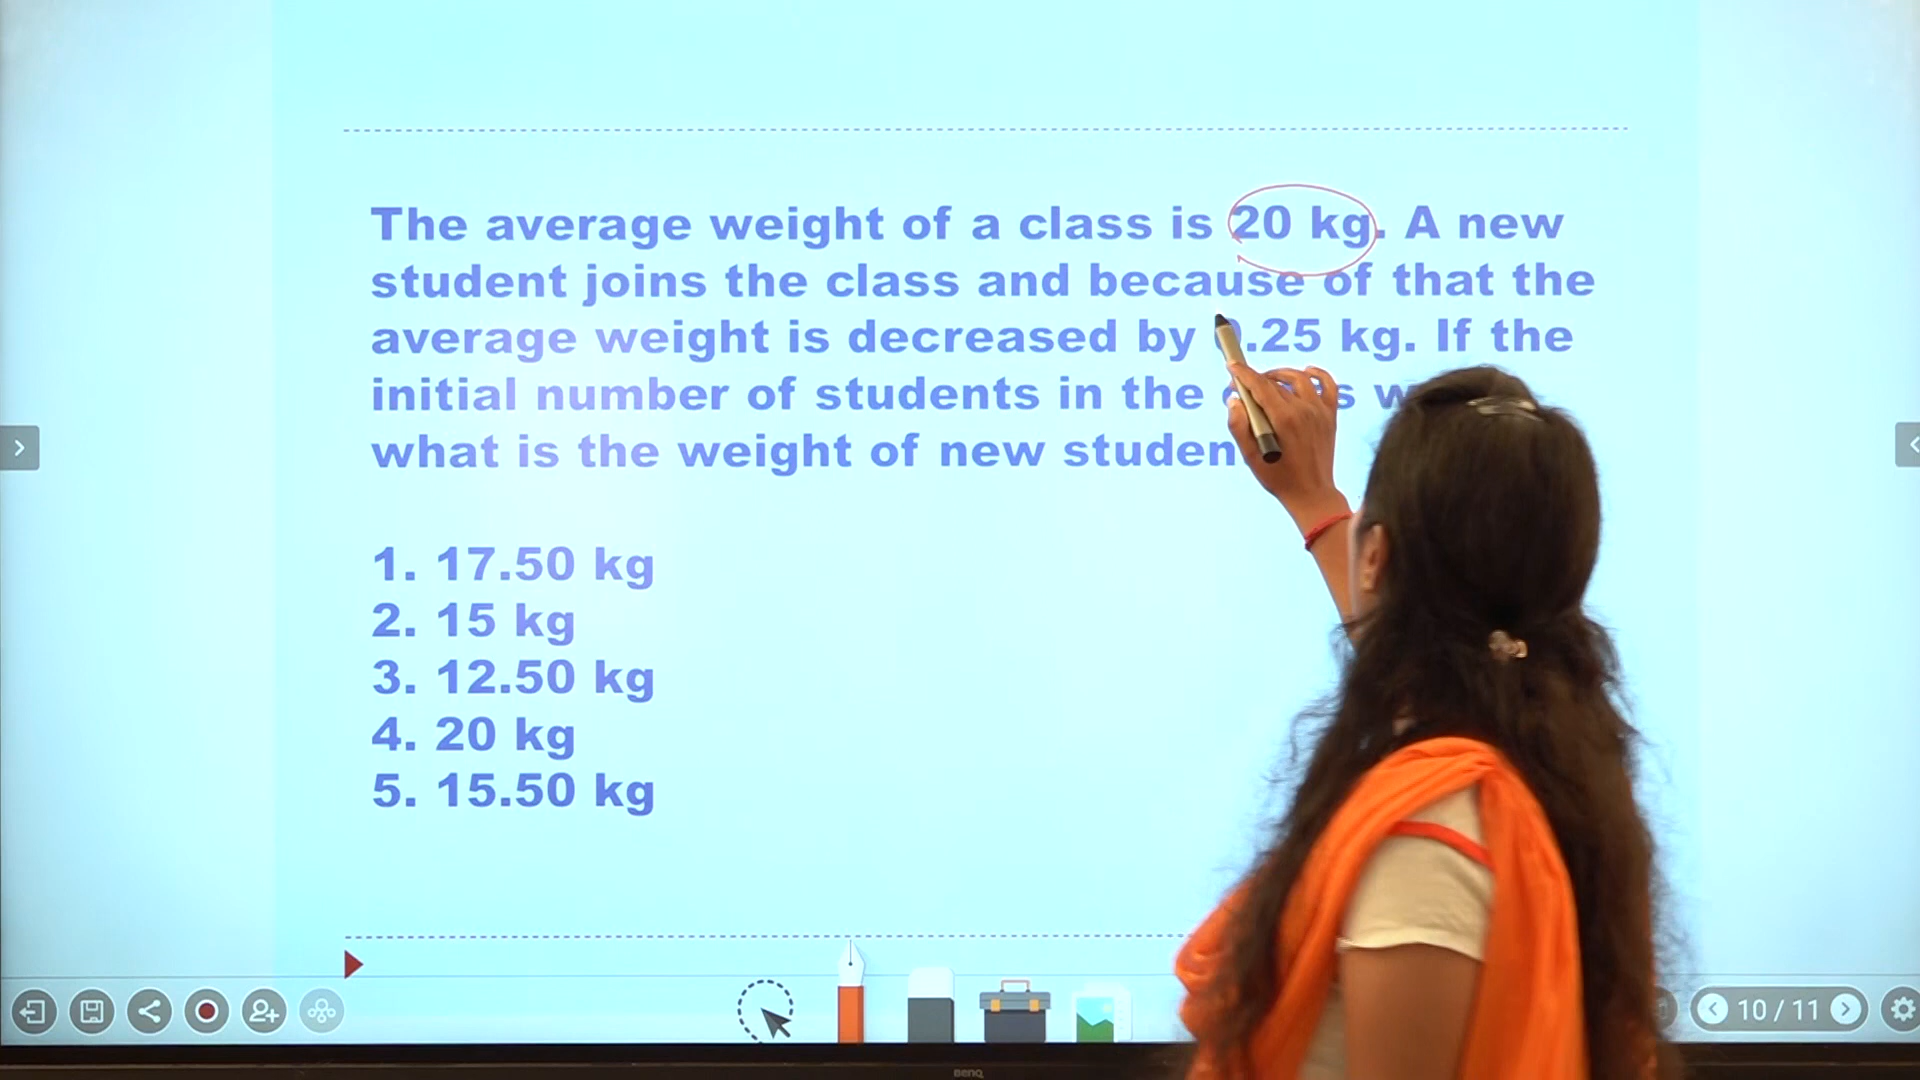 The average weight of a class is 20 kg. A new
student joins the class and because of that the
average weight is decreased by 0.25 kg. If the
initial number of students in the
what is the weight of new
1. 17.50 kg
2. 15 kg
3. 12.50 kg
4. 20 kg
5. 15.50 kg
10 / 11
BenQ